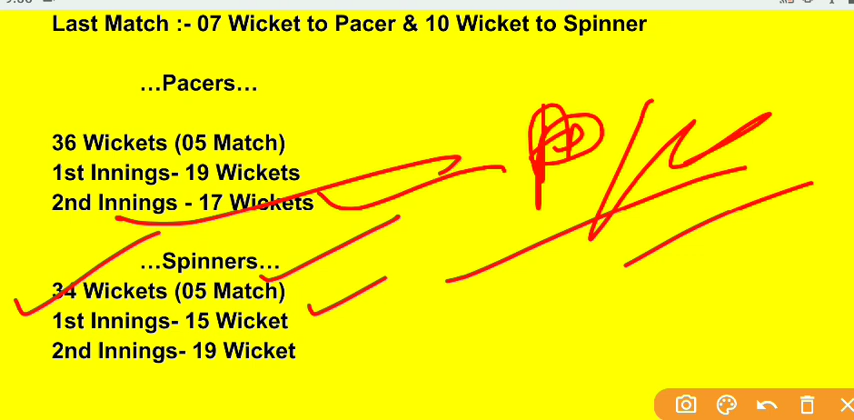 Last Match :- 07 Wicket to Pacer & 10 Wicket to Spinner
...Pacers...
36 Wickets (05 Match)
1st Innings- 19 Wickets
2nd Innings - 17 Wickets
...Spinners...
34 Wickets (05 Match)
1st Innings- 15 Wicket
2nd Innings- 19 Wicket